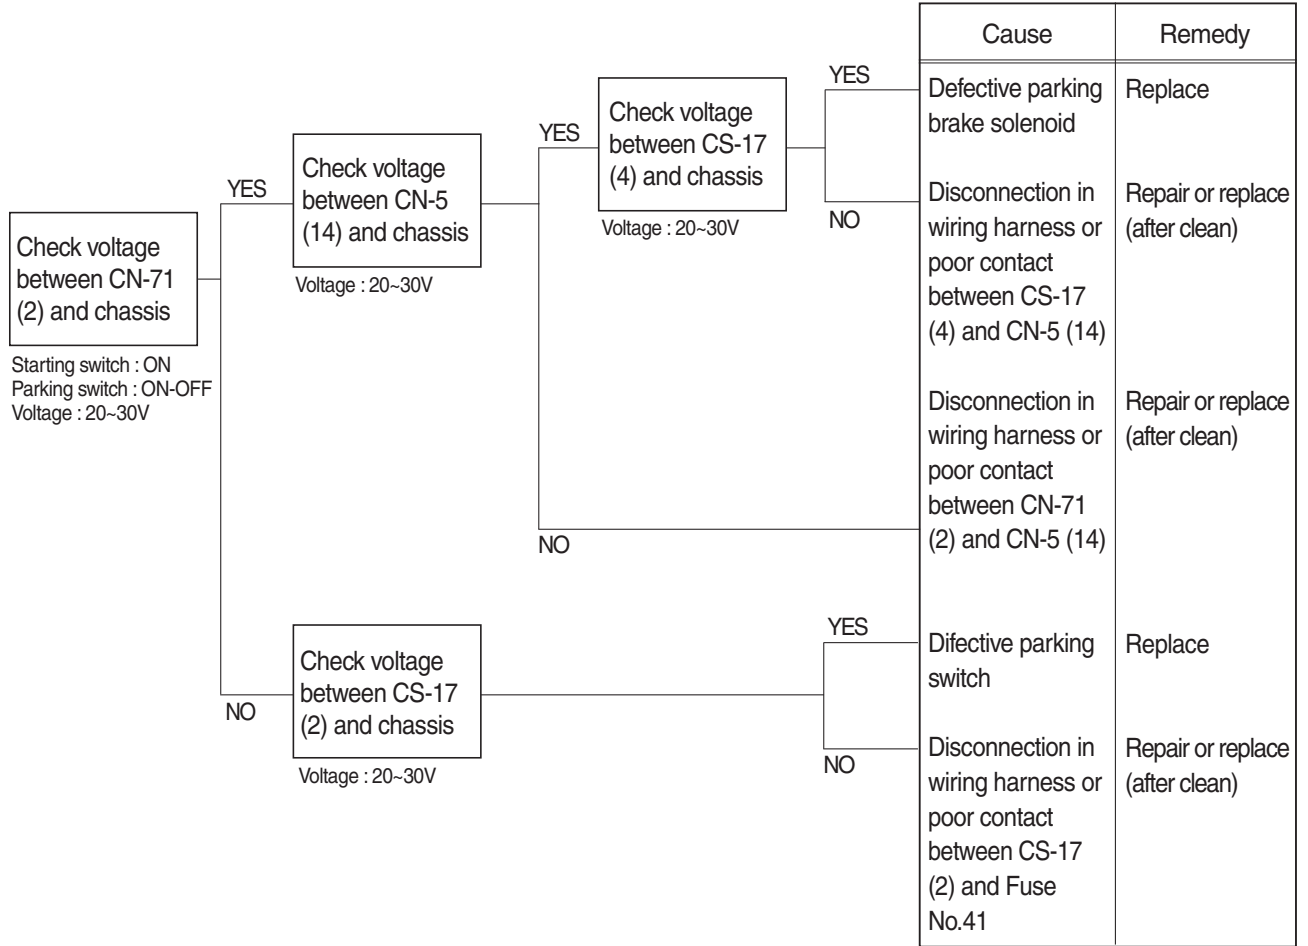 Check voltage
between CN-71
(2) and chassis
Starting switch : ON
Parking switch : ON-OFF
Voltage : 20~30V
YES
Check voltage
between CN-5
(14) and chassis
Voltage : 20~30V
YES
Check voltage
between CS-17
(4) and chassis
Voltage : 20~30V
YES
NO
NO
NO
Check voltage
between CS-17
(2) and chassis
Voltage : 20~30V
YES
NO
Cause
Remedy
Defective parking
brake solenoid
Replace
Disconnection in
wiring harness or
poor contact
between CS-17
(4) and CN-5 (14)
Repair or replace
(after clean)
Disconnection in
wiring harness or
poor contact
between CN-71
(2) and CN-5 (14)
Repair or replace
(after clean)
Difective parking
switch
Replace
Disconnection in
wiring harness or
poor contact
between CS-17
(2) and Fuse
No.41
Repair or replace
(after clean)